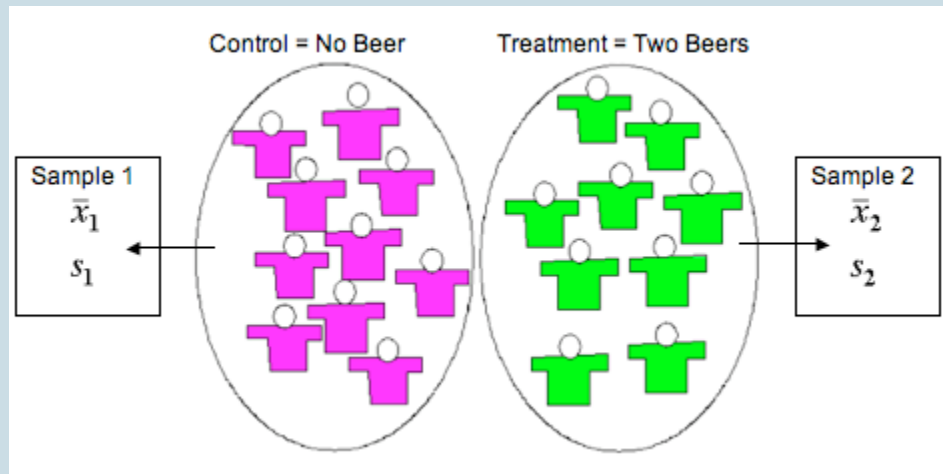 Control = No Beer
Treatment = Two Beers
Sample 1
x̄₁
s₁
Sample 2
x̄₂
s₂